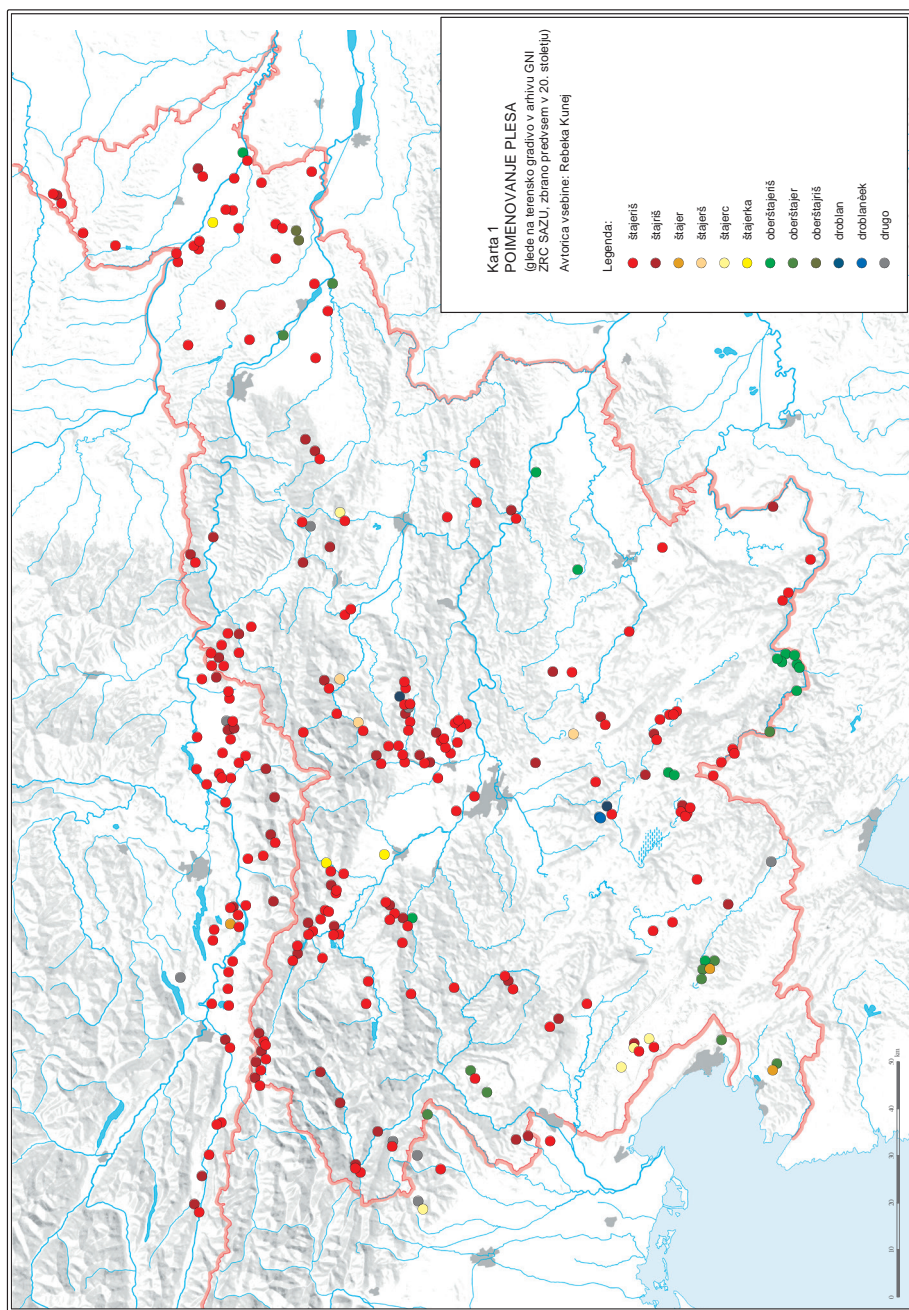 Karta 1
POIMENOVANJE PLESA
(glede na terensko gradivo v arhivu GNI
ZRC SAZU, zbrano predvsem v 20. stoletju)
Avtorica vsebine: Rebeka Kunej
Legenda:
štajeriš
štajriš
štajer
štajerš
štajerc
štajerka
oberštajeriš
oberštajer
oberštajriš
droblan
droblanèek
drugo
0 10 20 30 40 50 km